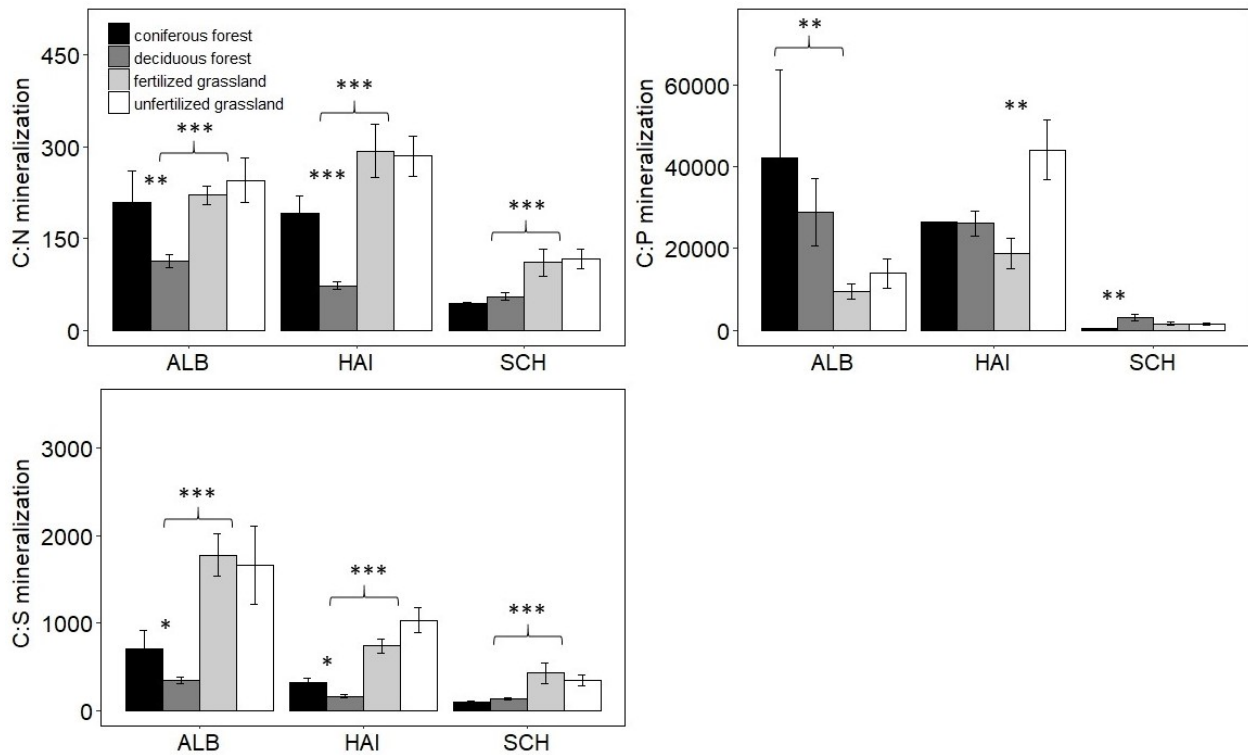 C:N mineralization
450
300
150
0
coniferous forest
deciduous forest
fertilized grassland
unfertilized grassland
***
**
***
***
***
ALB HAI SCH
C:P mineralization
60000
40000
20000
0
**
**
**
ALB HAI SCH
C:S mineralization
3000
2000
1000
0
***
*
***
*
***
ALB HAI SCH